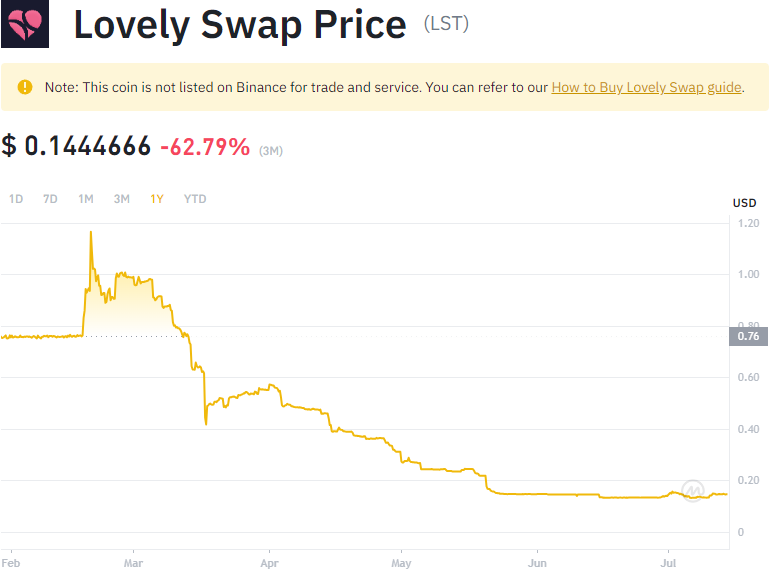 Lovely Swap Price (LST)
Note: This coin is not listed on Binance for trade and service. You can refer to our How to Buy Lovely Swap guide.
$ 0.1444666 -62.79% (3M)
1D 7D 1M 3M 1Y YTD
USD
1.20
1.00
0.80
0.76
0.60
0.40
0.20
0
Feb Mar Apr May Jun Jul